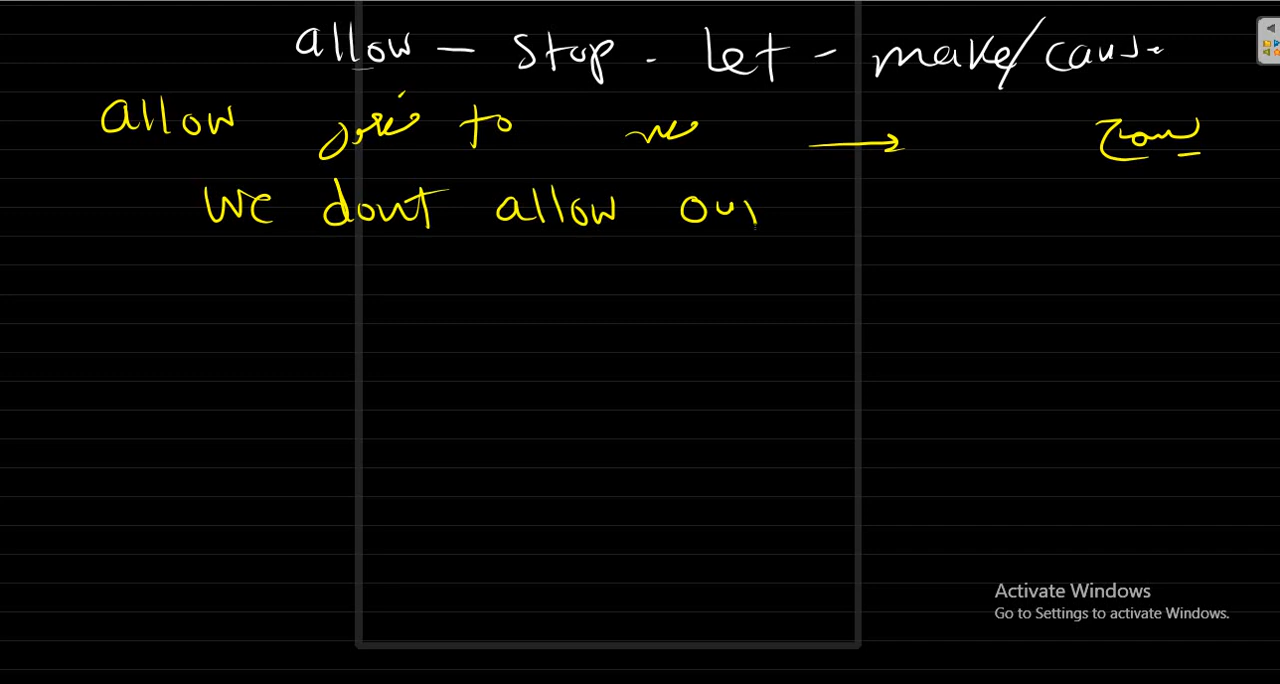 allow - stop - let - make/cause
allow مفعول to مصدر → يسمح
We dont allow our
Activate Windows
Go to Settings to activate Windows.